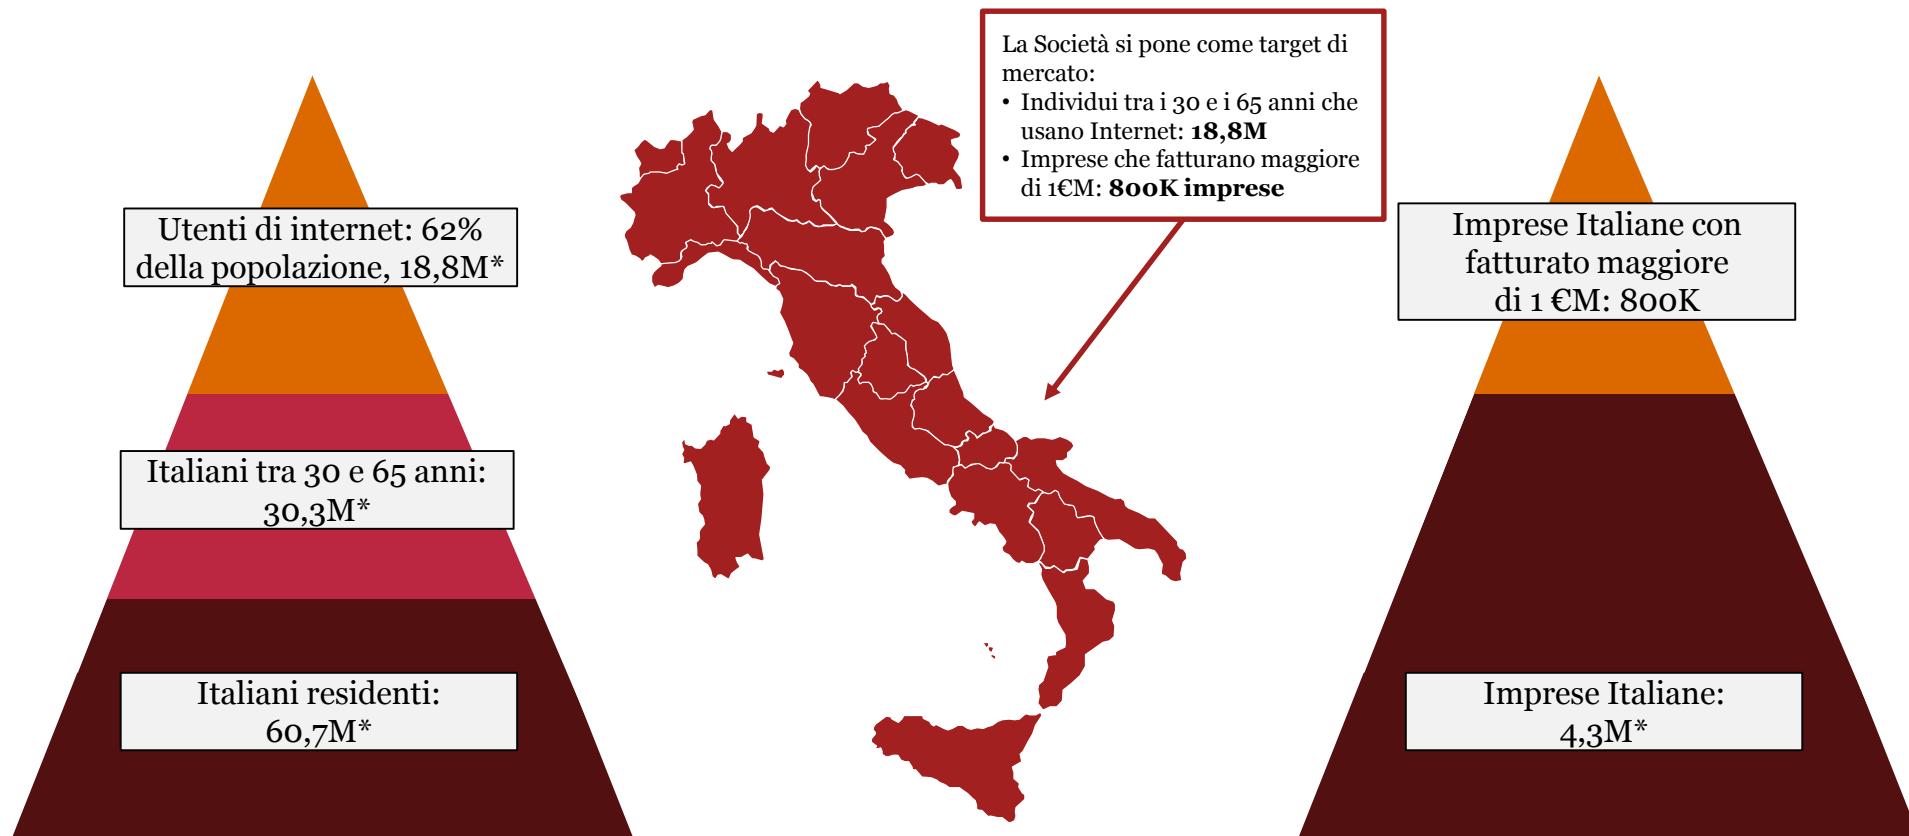 Utenti di internet: 62%
della popolazione, 18,8M*
Italiani tra 30 e 65 anni:
30,3M*
Italiani residenti:
60,7M*
La Società si pone come target di
mercato:
• Individui tra i 30 e i 65 anni che
usano Internet: 18,8M
• Imprese che fatturano maggiore
di 1€M: 800K imprese
Imprese Italiane con
fatturato maggiore
di 1 €M: 800K
Imprese Italiane:
4,3M*